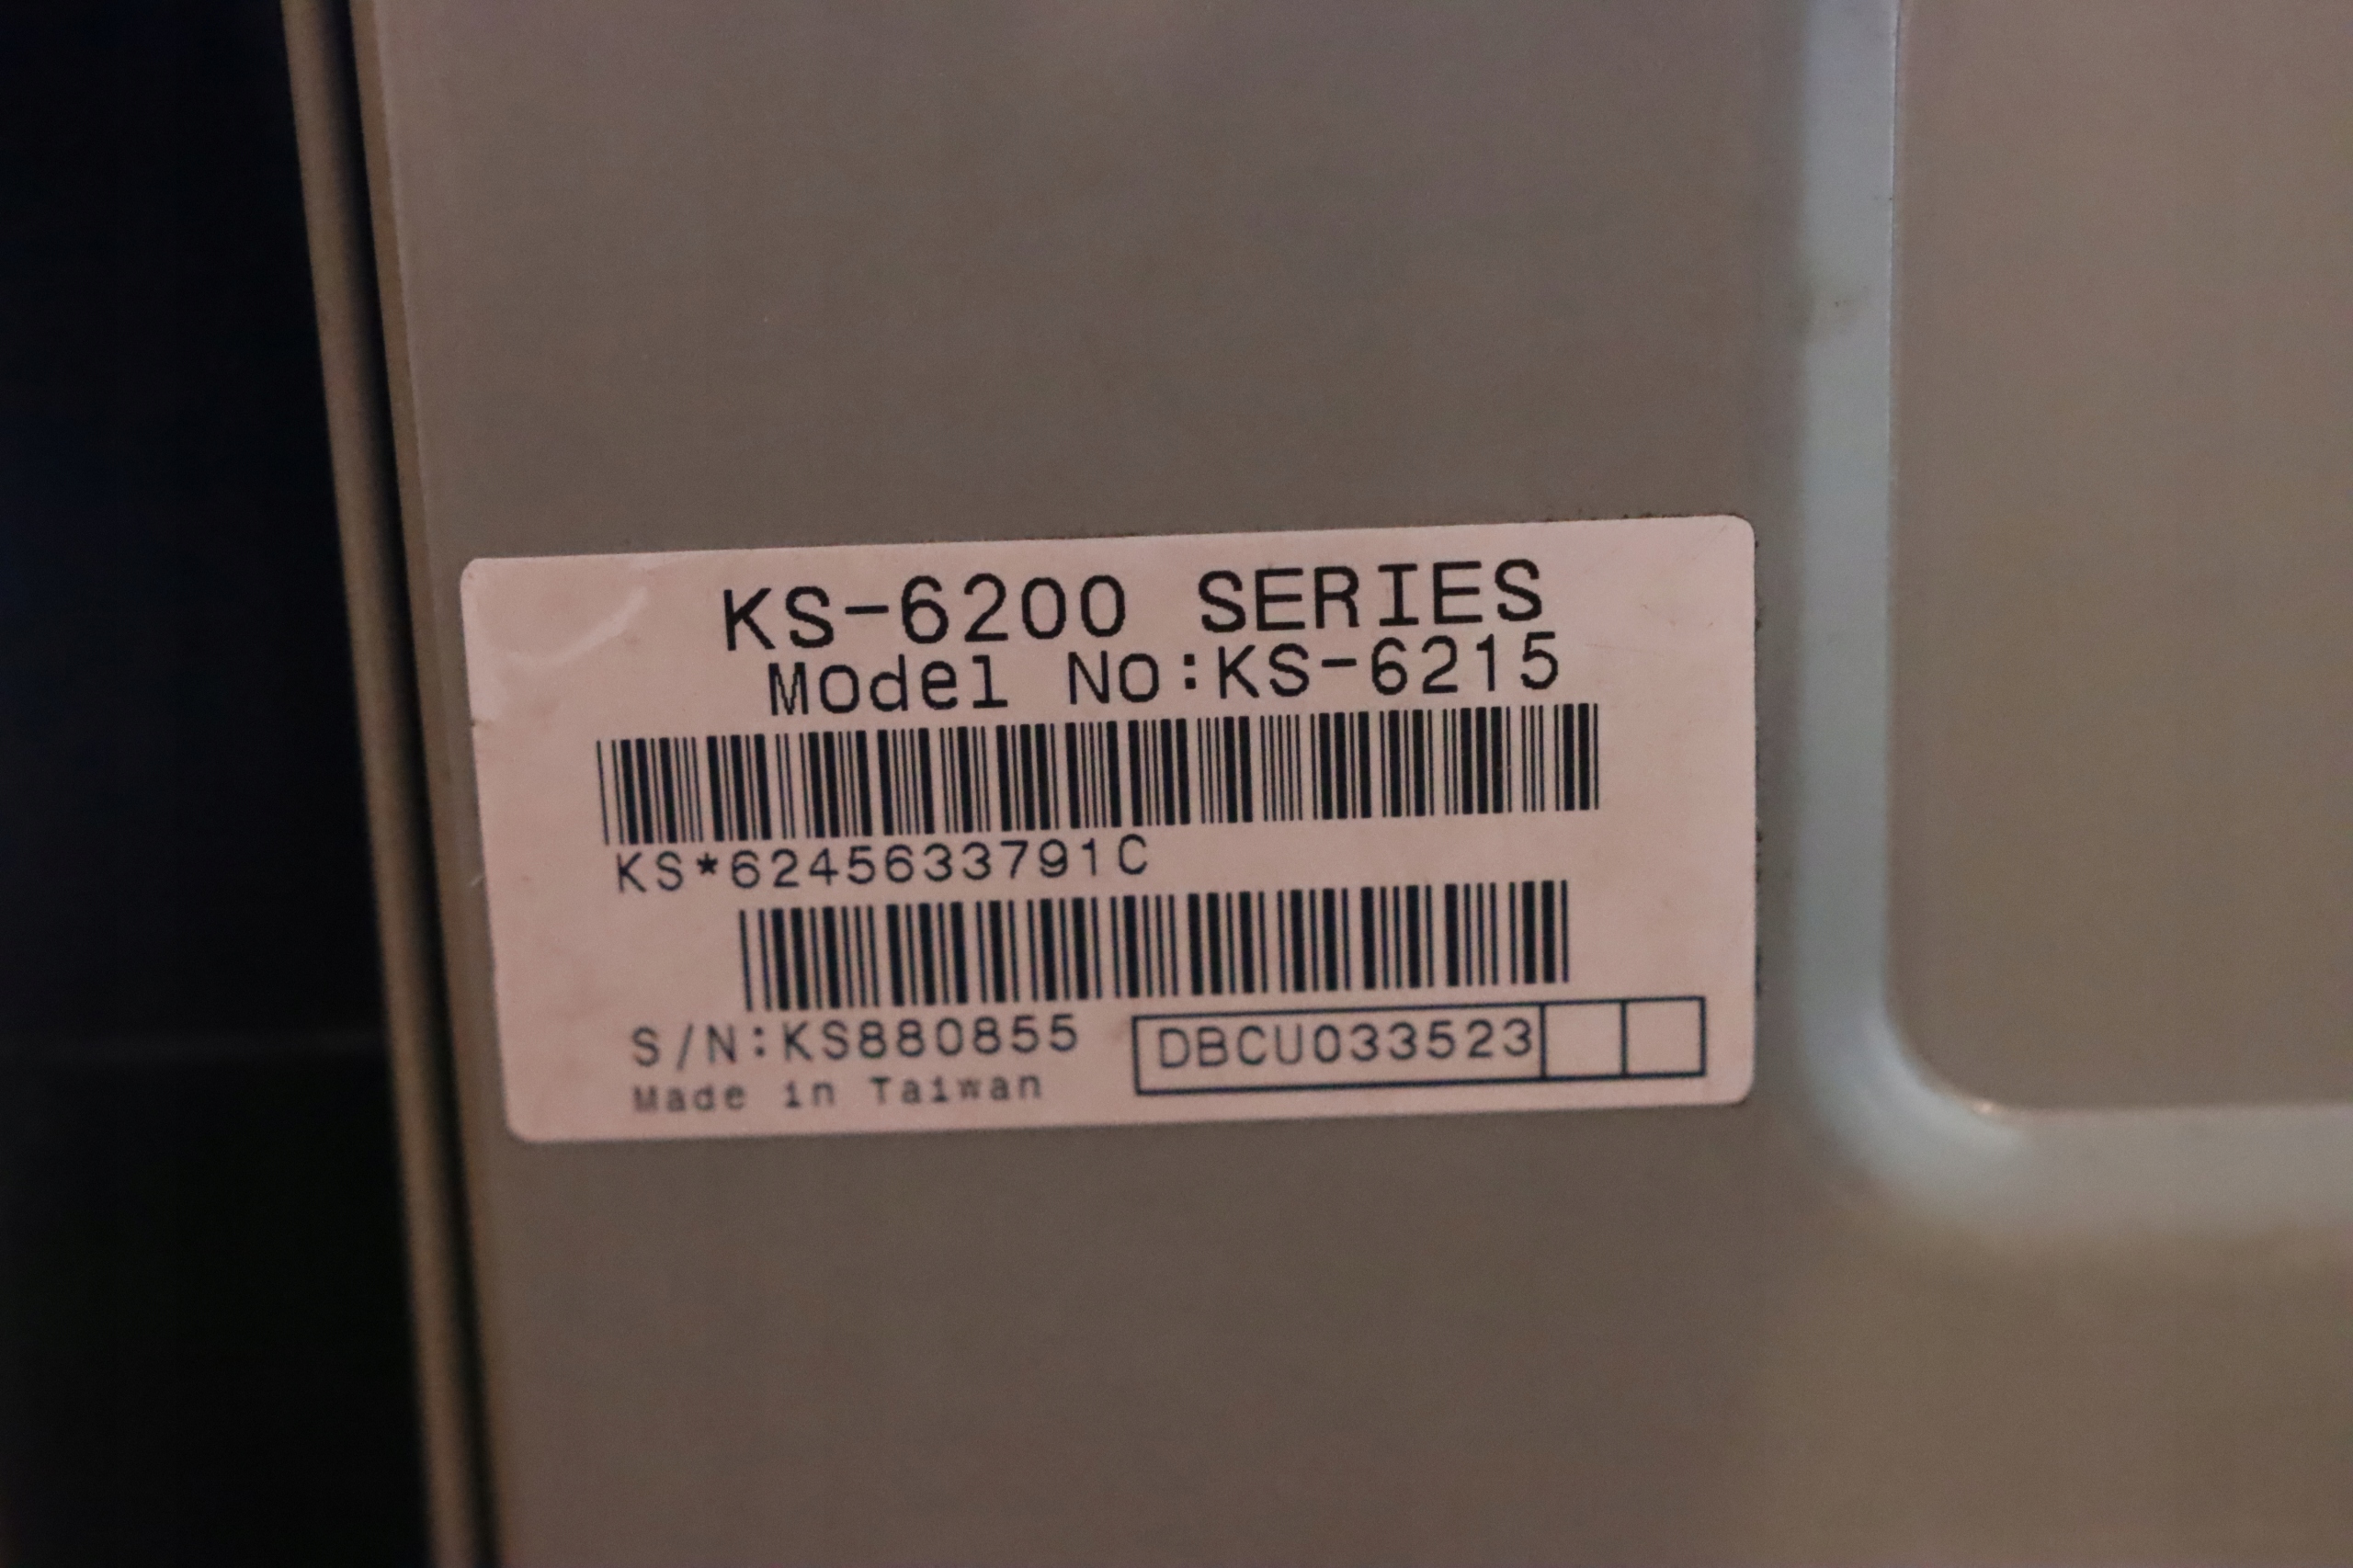 KS-6200 SERIES
Model No:KS-6215
KS*6245633791C
S/N:KS880855 DBCU033523
Made in Taiwan